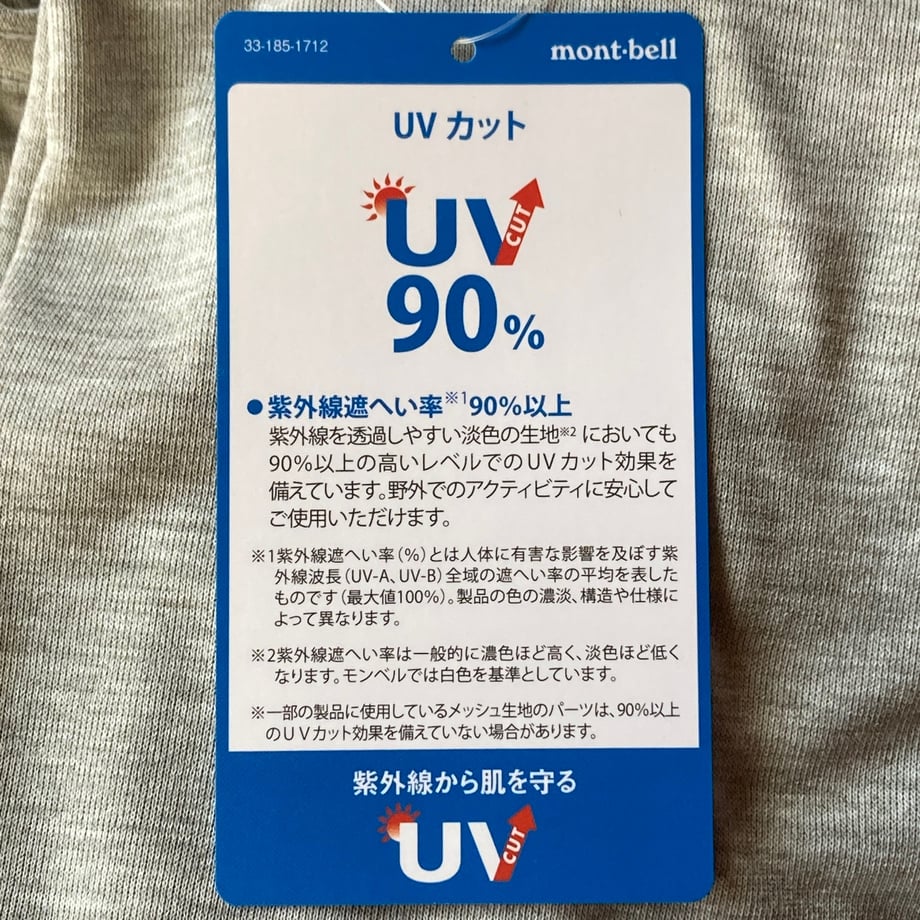 33-185-1712
mont・bell
UV カット
UV CUT
90%
●紫外線遮へい率※1 90%以上
紫外線を透過しやすい淡色の生地※2 においても
90%以上の高いレベルでのUVカット効果を
備えています。野外でのアクティビティに安心して
ご使用いただけます。
※1紫外線遮へい率(%)とは人体に有害な影響を及ぼす紫
外線波長(UV-A、UV-B)全域の遮へい率の平均を表した
ものです(最大値100%)。製品の色の濃淡、構造や仕様に
よって異なります。
※2紫外線遮へい率は一般的に濃色ほど高く、淡色ほど低く
なります。モンベルでは白色を基準としています。
※一部の製品に使用しているメッシュ生地のパーツは、90%以上
のUVカット効果を備えていない場合があります。
紫外線から肌を守る
UV CUT